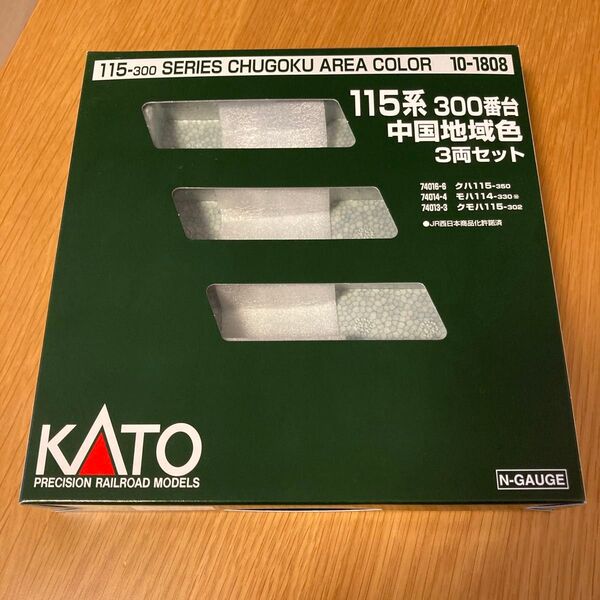 115-300 SERIES CHUGOKU AREA COLOR 10-1808
115系 300番台
中国地域色
3両セット
74016-6 クハ115-350
74014-4 モハ114-330Ⓜ
74013-3 クモハ115-302
●JR西日本商品化許諾済
KATO
PRECISION RAILROAD MODELS
N-GAUGE